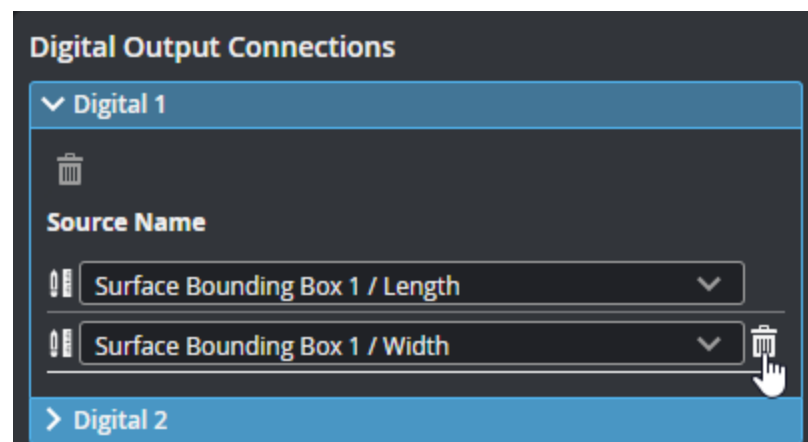 Digital Output Connections
Digital 1
Source Name
Surface Bounding Box 1 / Length
Surface Bounding Box 1 / Width
Digital 2